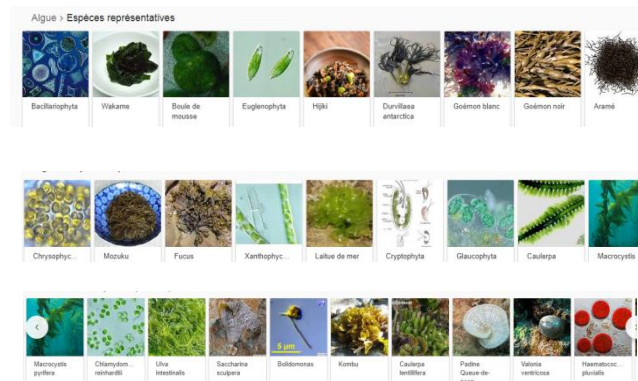 Algue > Espèces représentatives
Bacillariophyta Wakame Boule de mousse Euglenophyta Hijiki Durvillaea antarctica Goémon blanc Goémon noir Aramé
Chrysophyc... Mozuku Fucus Xanthophyc... Laitue de mer Cryptophyta Glaucophyta Caulerpa Macrocystis
5 µm
Macrocystis pyrifera Chlamydom... reinhardtii Ulva intestinalis Saccharina sculpera Bolidomonas Kombu Caulerpa lentillifera Padine Queue-de- Valonia ventricosa Haematococ... pluvialis